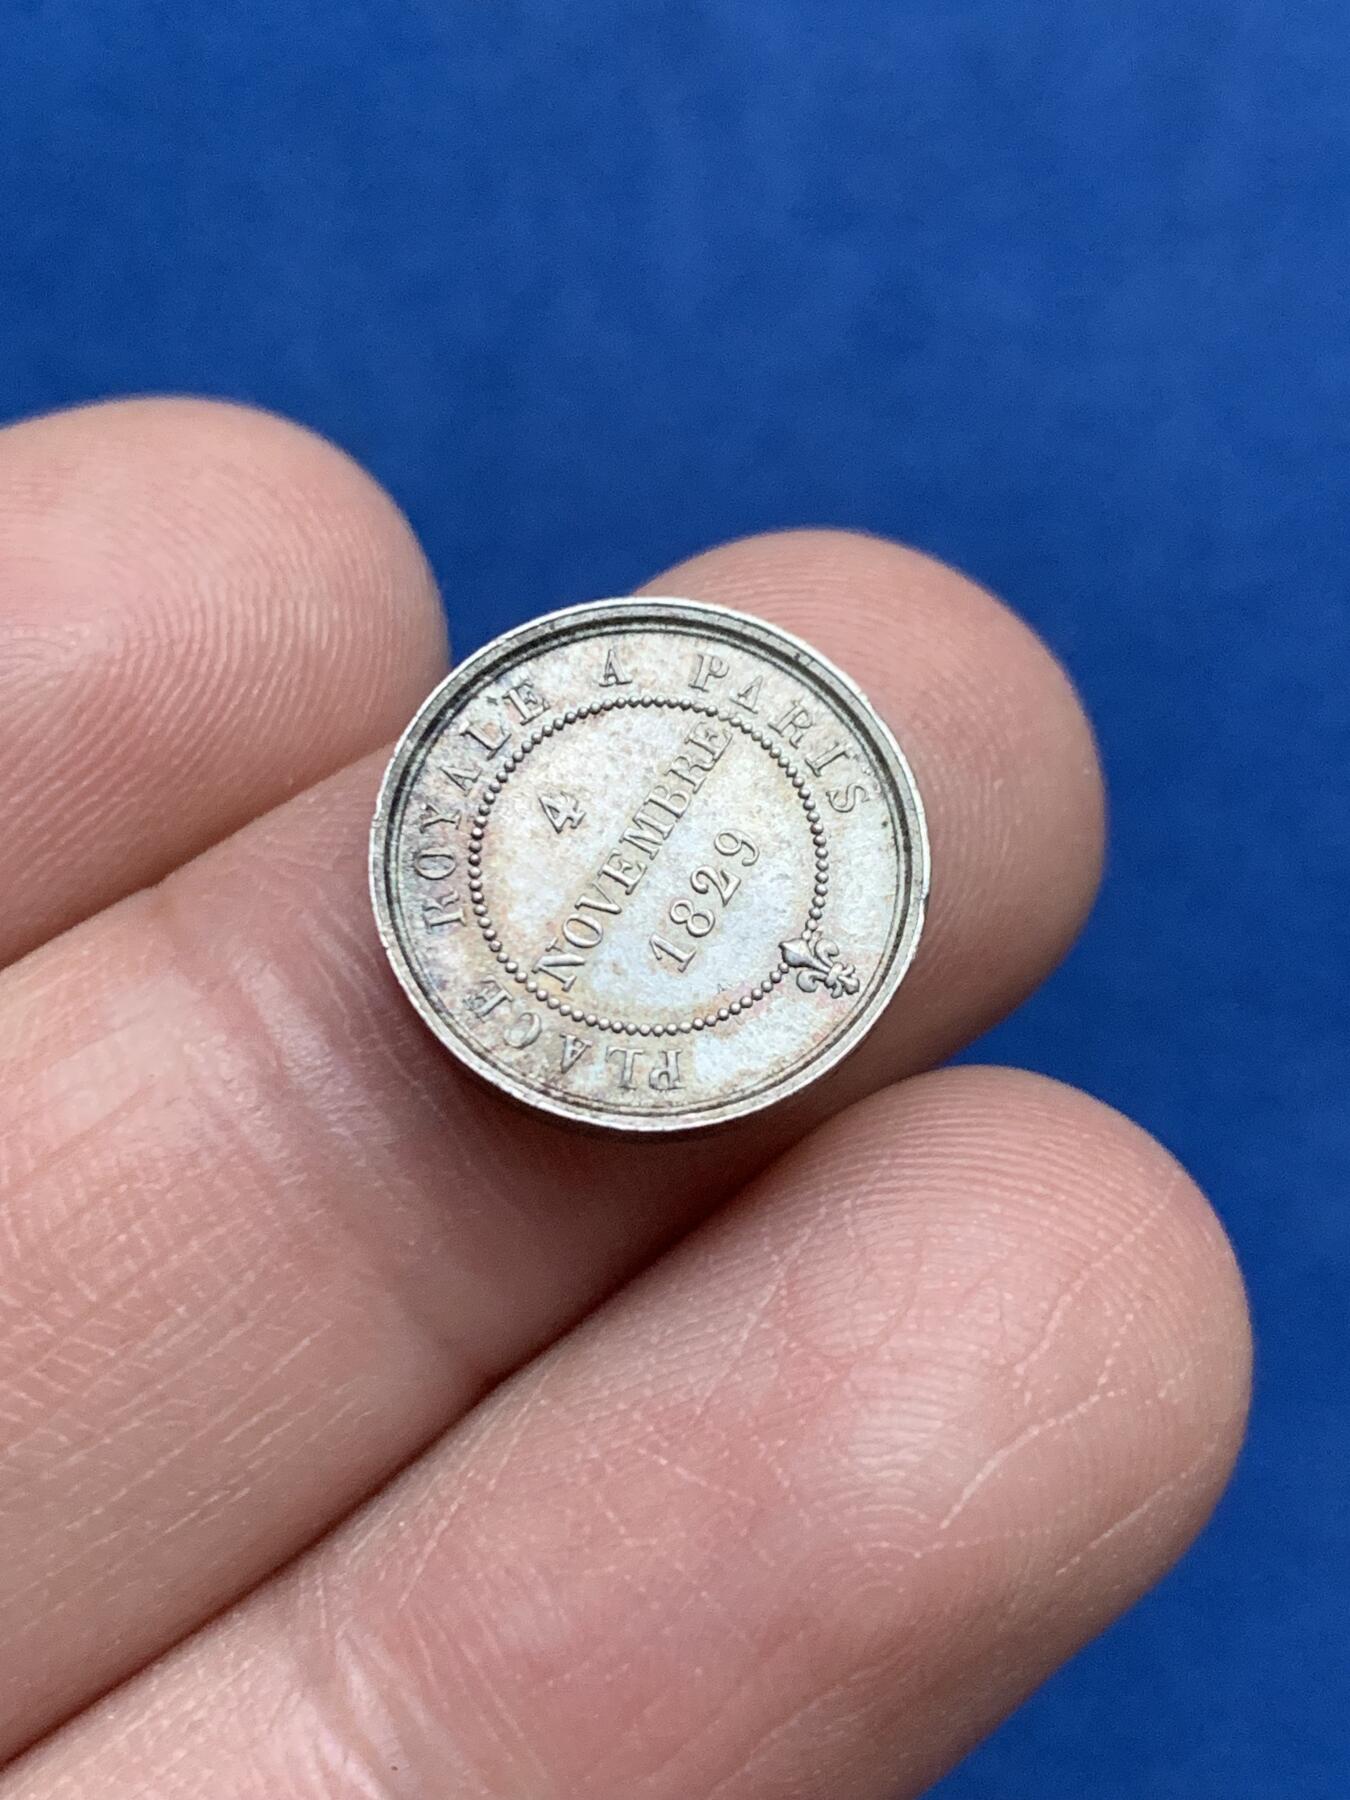 PLACE ROYALE A PARIS
4
NOVEMBRE
1829